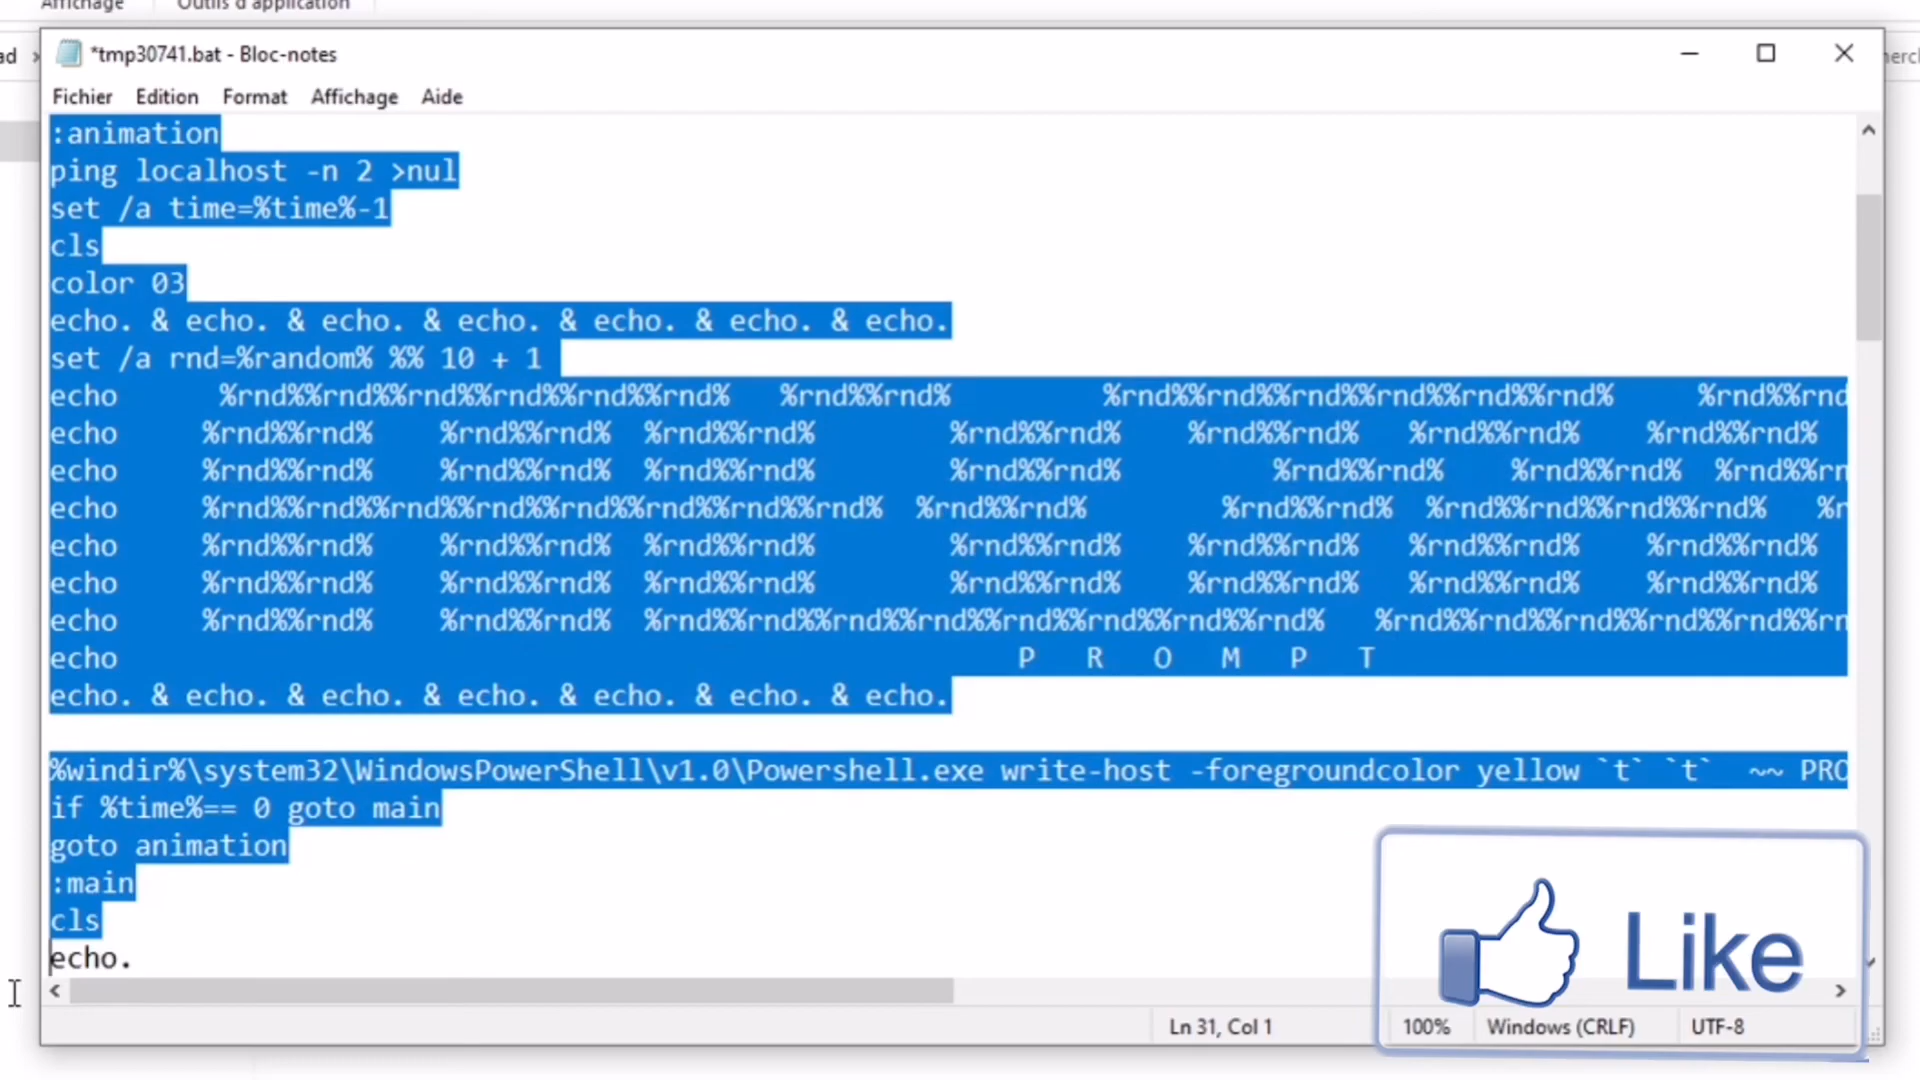 Affichage Outils d'application
*tmp30741.bat - Bloc-notes
Fichier Edition Format Affichage Aide
:animation
ping localhost -n 2 >nul
set /a time=%time%-1
cls
color 03
echo. & echo. & echo. & echo. & echo. & echo. & echo.
set /a rnd=%random% %% 10 + 1
echo      %rnd%%rnd%%rnd%%rnd%%rnd%%rnd%   %rnd%%rnd%         %rnd%%rnd%%rnd%%rnd%%rnd%%rnd%     %rnd%%rnd
echo     %rnd%%rnd%    %rnd%%rnd%  %rnd%%rnd%        %rnd%%rnd%    %rnd%%rnd%   %rnd%%rnd%    %rnd%%rnd%
echo     %rnd%%rnd%    %rnd%%rnd%  %rnd%%rnd%        %rnd%%rnd%         %rnd%%rnd%    %rnd%%rnd%  %rnd%%rn
echo     %rnd%%rnd%%rnd%%rnd%%rnd%%rnd%%rnd%%rnd%  %rnd%%rnd%        %rnd%%rnd%  %rnd%%rnd%%rnd%%rnd%   %r
echo     %rnd%%rnd%    %rnd%%rnd%  %rnd%%rnd%        %rnd%%rnd%    %rnd%%rnd%   %rnd%%rnd%    %rnd%%rnd%
echo     %rnd%%rnd%    %rnd%%rnd%  %rnd%%rnd%        %rnd%%rnd%    %rnd%%rnd%   %rnd%%rnd%    %rnd%%rnd%
echo     %rnd%%rnd%    %rnd%%rnd%  %rnd%%rnd%%rnd%%rnd%%rnd%%rnd%%rnd%%rnd%   %rnd%%rnd%%rnd%%rnd%%rnd%%rn
echo P R O M P T
echo. & echo. & echo. & echo. & echo. & echo. & echo.
%windir%\system32\WindowsPowerShell\v1.0\Powershell.exe write-host -foregroundcolor yellow `t` `t`  ~~ PRO
if %time%== 0 goto main
goto animation
:main
cls
echo.
Like
Ln 31, Col 1 100% Windows (CRLF) UTF-8